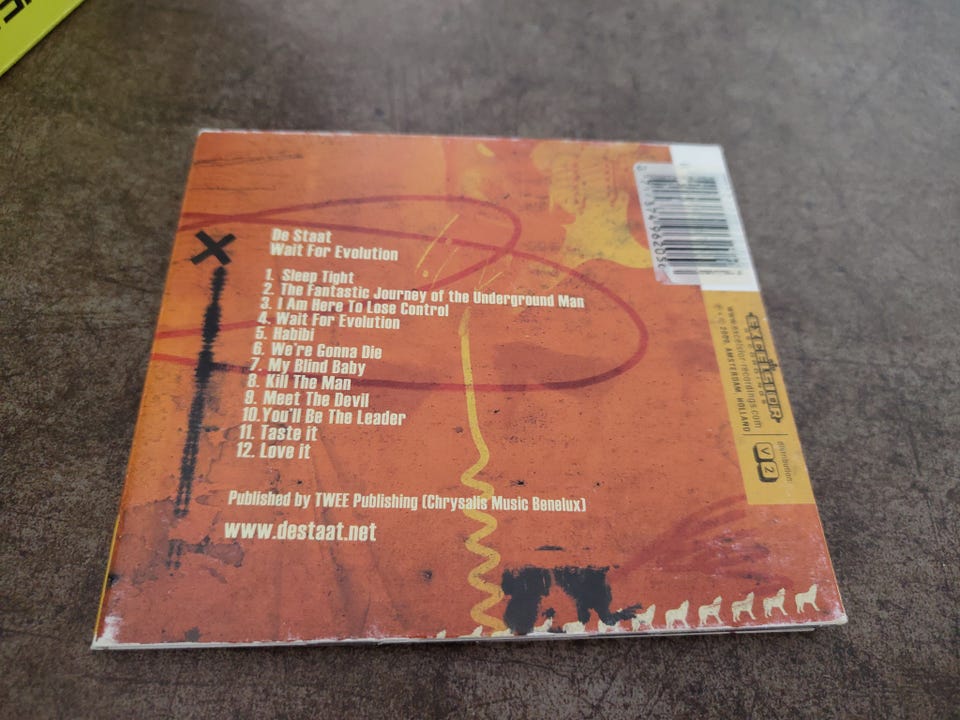 De Staat
Wait For Evolution
1. Sleep Tight
2. The Fantastic Journey of the Underground Man
3. I Am Here To Lose Control
4. Wait For Evolution
5. Habibi
6. We're Gonna Die
7. My Blind Baby
8. Kill The Man
9. Meet The Devil
10.You'll Be The Leader
11. Taste it
12. Love it
Published by TWEE Publishing (Chrysalis Music Benelux)
www.destaat.net
EXCELSIOR
recordings
www.excelsior-recordings.com
℗ © 2009 AMSTERDAM, HOLLAND
distribution:
V2